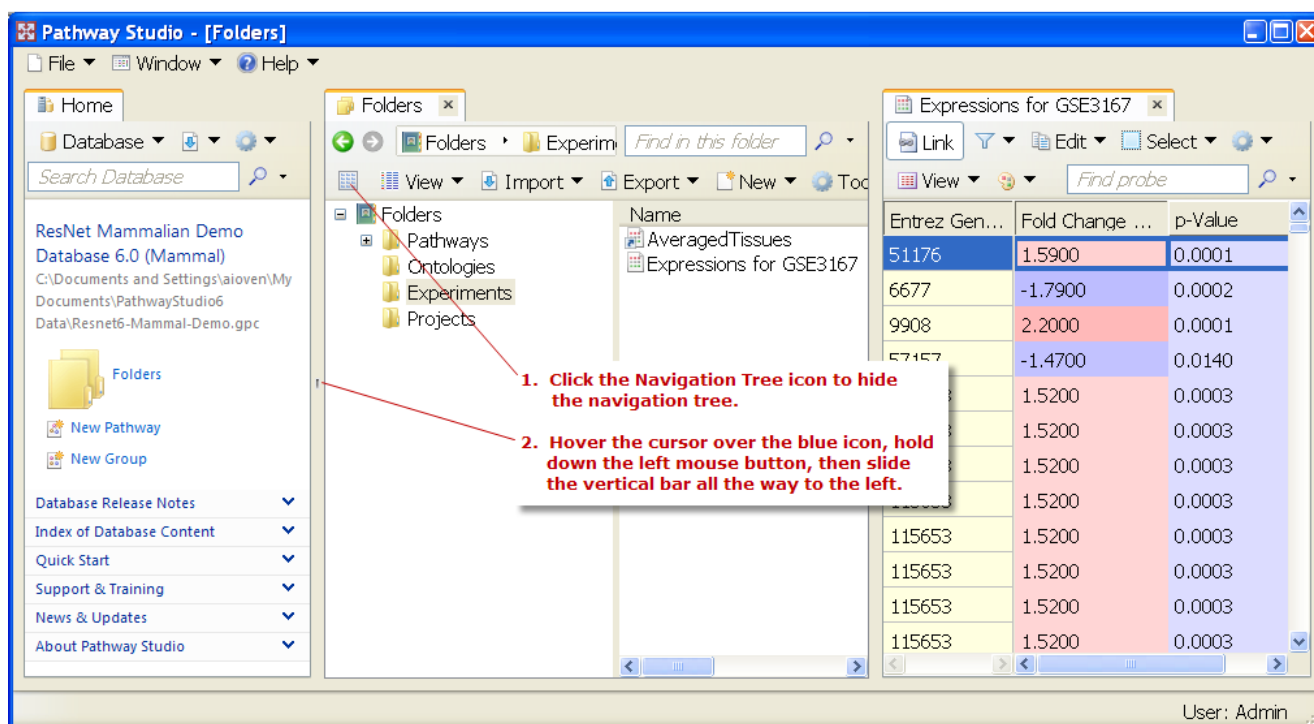 Pathway Studio - [Folders]
File Window Help
Home
Database
Search Database
ResNet Mammalian Demo
Database 6.0 (Mammal)
C:\Documents and Settings\aioven\My
Documents\PathwayStudio6
Data\Resnet6-Mammal-Demo.gpc
Folders
New Pathway
New Group
Database Release Notes
Index of Database Content
Quick Start
Support & Training
News & Updates
About Pathway Studio
Folders
Folders Experim Find in this folder
View Import Export New Too
Folders
Pathways
Ontologies
Experiments
Projects
Name
AveragedTissues
Expressions for GSE3167
1. Click the Navigation Tree icon to hide
the navigation tree.
2. Hover the cursor over the blue icon, hold
down the left mouse button, then slide
the vertical bar all the way to the left.
Expressions for GSE3167
Link Edit Select
View Find probe
Entrez Gen... Fold Change ... p-Value
51176 1.5900 0.0001
6677 -1.7900 0.0002
9908 2.2000 0.0001
57157 -1.4700 0.0140
1.5200 0.0003
1.5200 0.0003
1.5200 0.0003
1.5200 0.0003
115653 1.5200 0.0003
115653 1.5200 0.0003
115653 1.5200 0.0003
115653 1.5200 0.0003
User: Admin